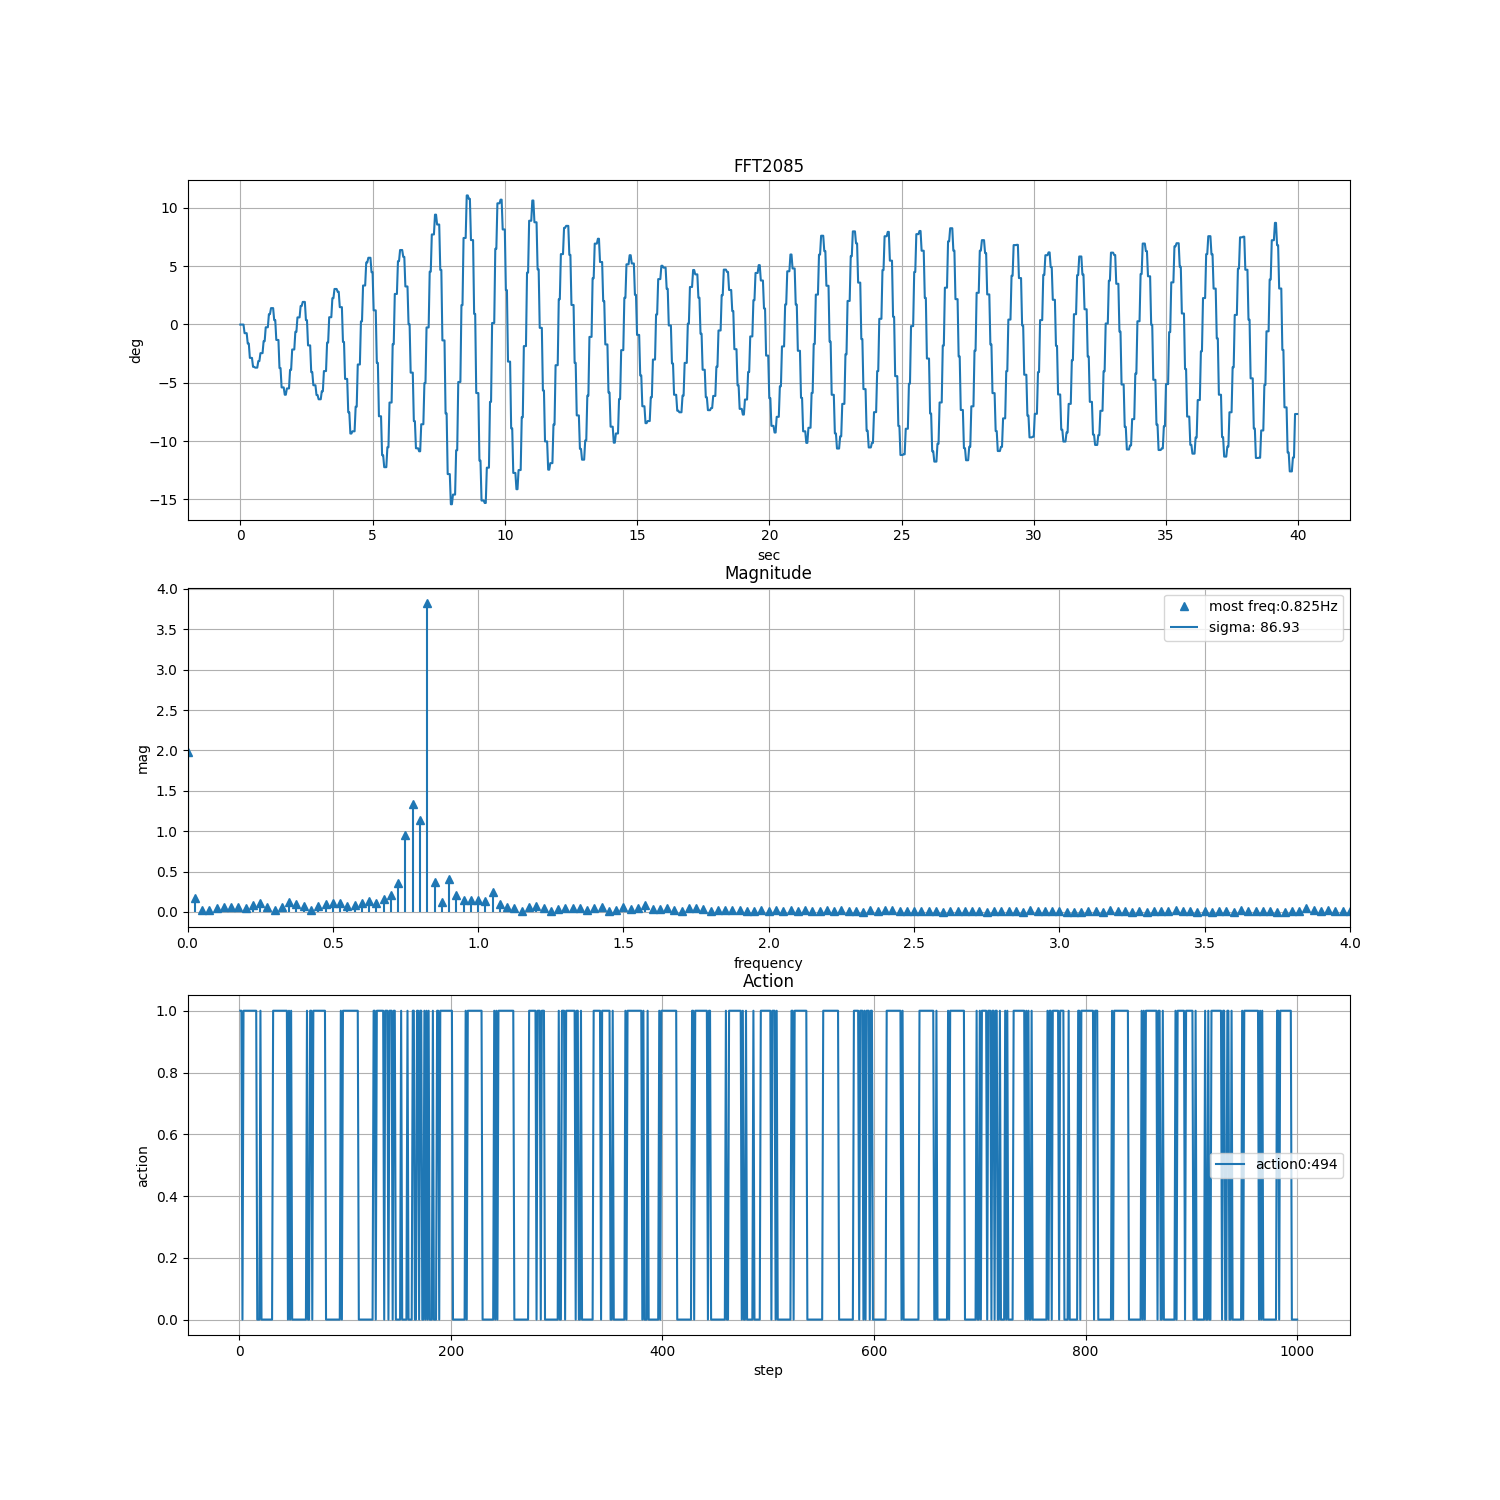 FFT2085
10
5
0
−5
−10
−15
deg
0 5 10 15 20 25 30 35 40
sec
Magnitude
4.0
3.5
3.0
2.5
2.0
1.5
1.0
0.5
0.0
mag
most freq:0.825Hz
sigma: 86.93
0.0 0.5 1.0 1.5 2.0 2.5 3.0 3.5 4.0
frequency
Action
1.0
0.8
0.6
0.4
0.2
0.0
action
action0:494
0 200 400 600 800 1000
step